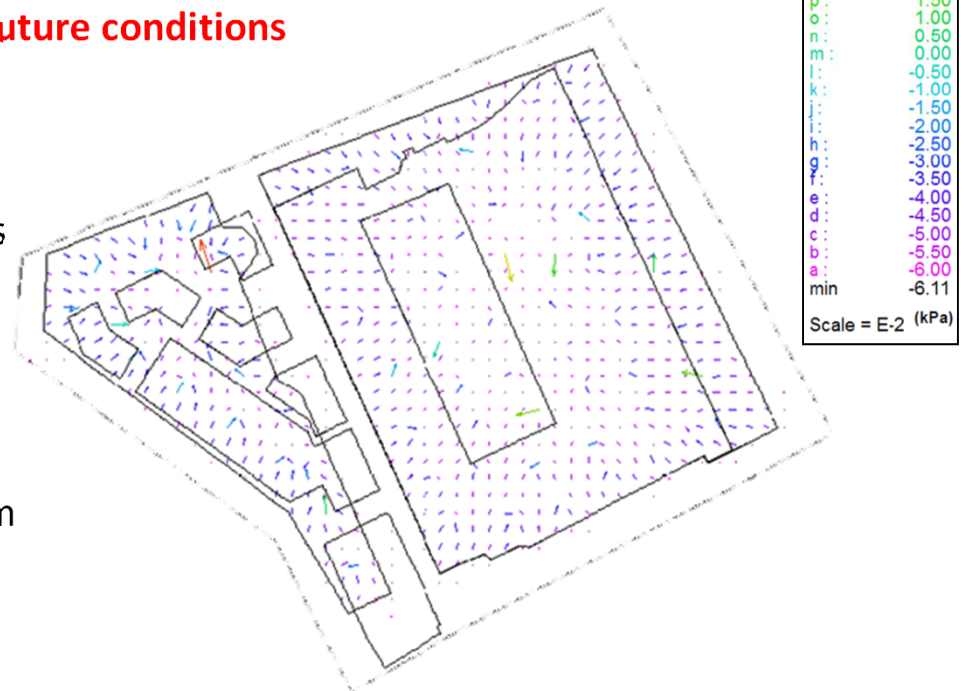 uture conditions
s
m
p : 1.50
o : 1.00
n : 0.50
m : 0.00
l : -0.50
k : -1.00
j : -1.50
i : -2.00
h : -2.50
g : -3.00
f : -3.50
e : -4.00
d : -4.50
c : -5.00
b : -5.50
a : -6.00
min -6.11
Scale = E-2 (kPa)